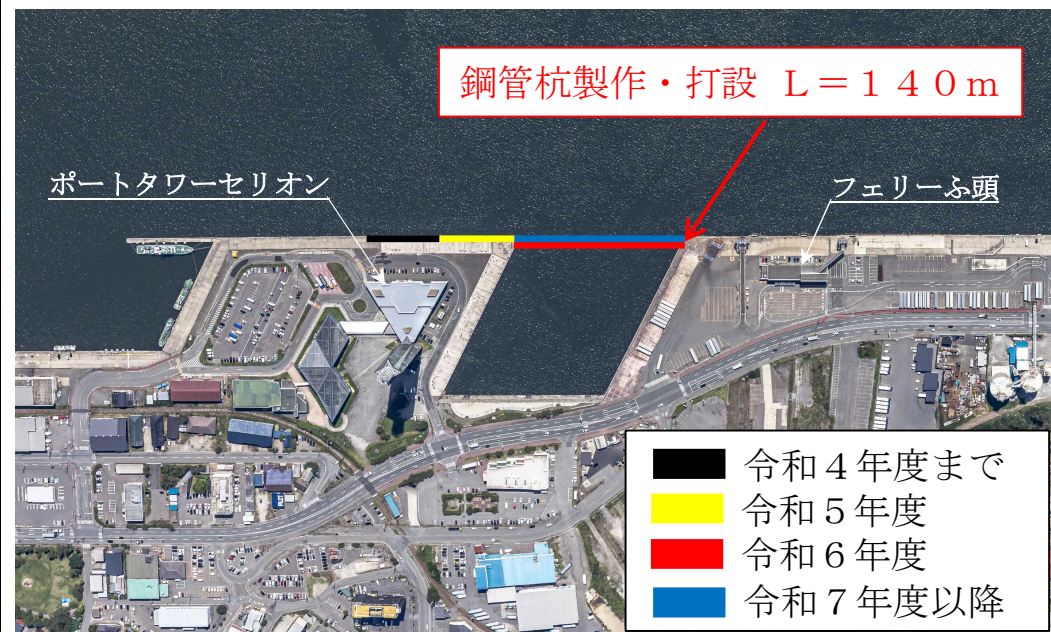 鋼管杭製作・打設 Ｌ＝１４０ｍ
ポートタワーセリオン
フェリーふ頭
令和４年度まで
令和５年度
令和６年度
令和７年度以降